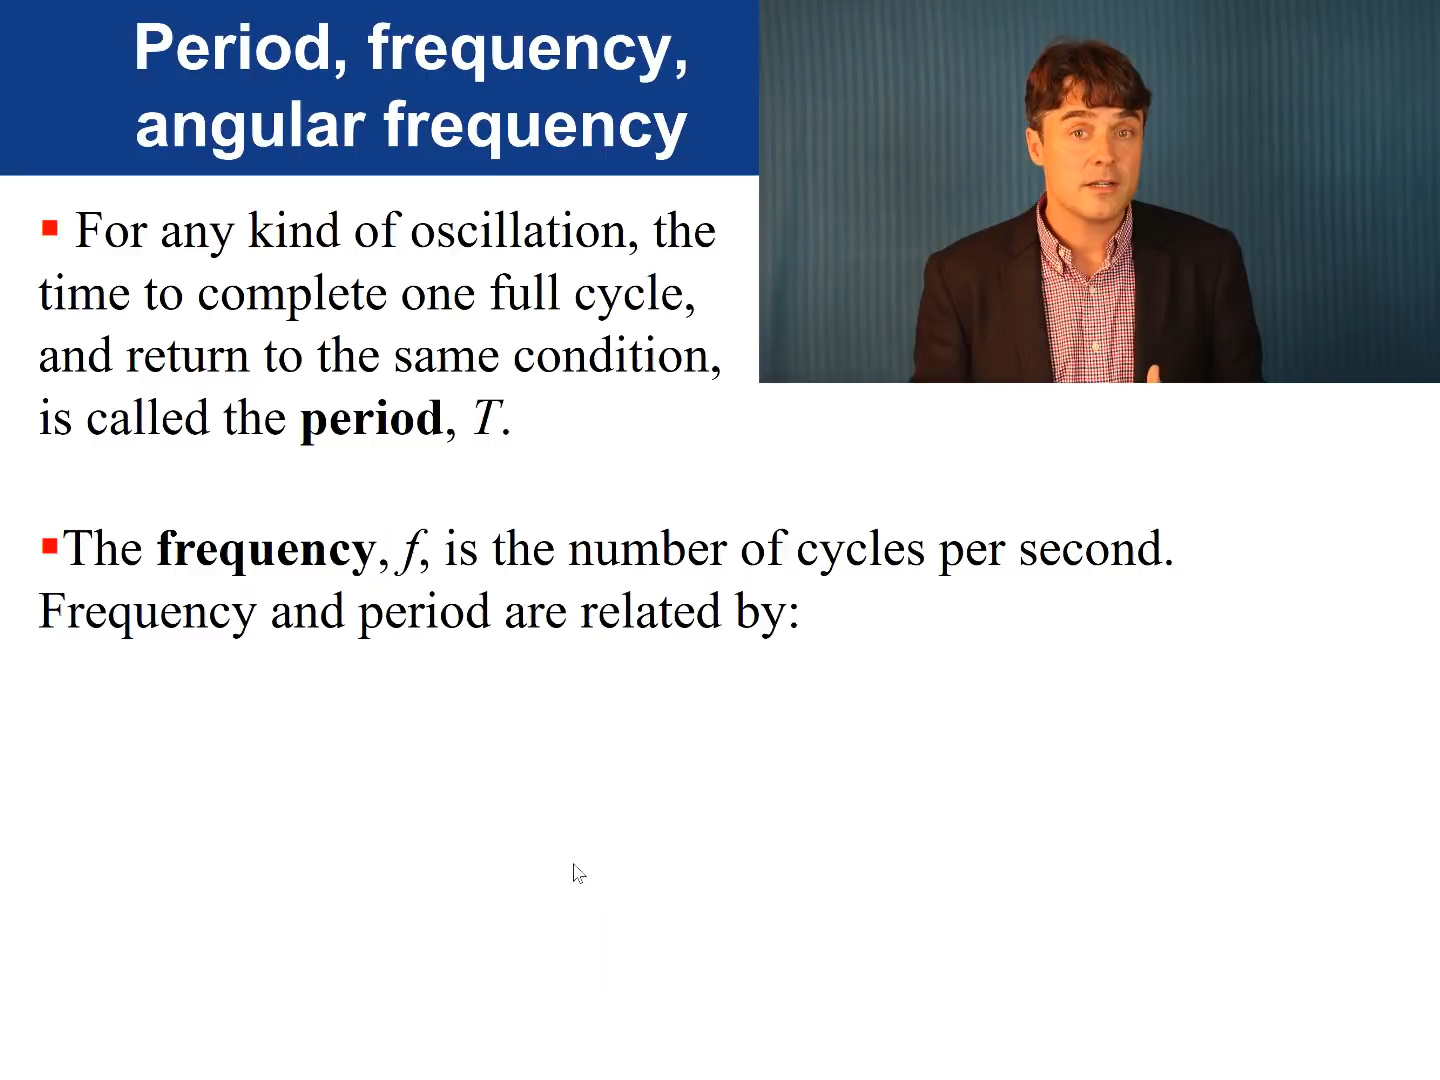 Period, frequency,
angular frequency
▪ For any kind of oscillation, the
time to complete one full cycle,
and return to the same condition,
is called the period, T.
▪The frequency, f, is the number of cycles per second.
Frequency and period are related by: